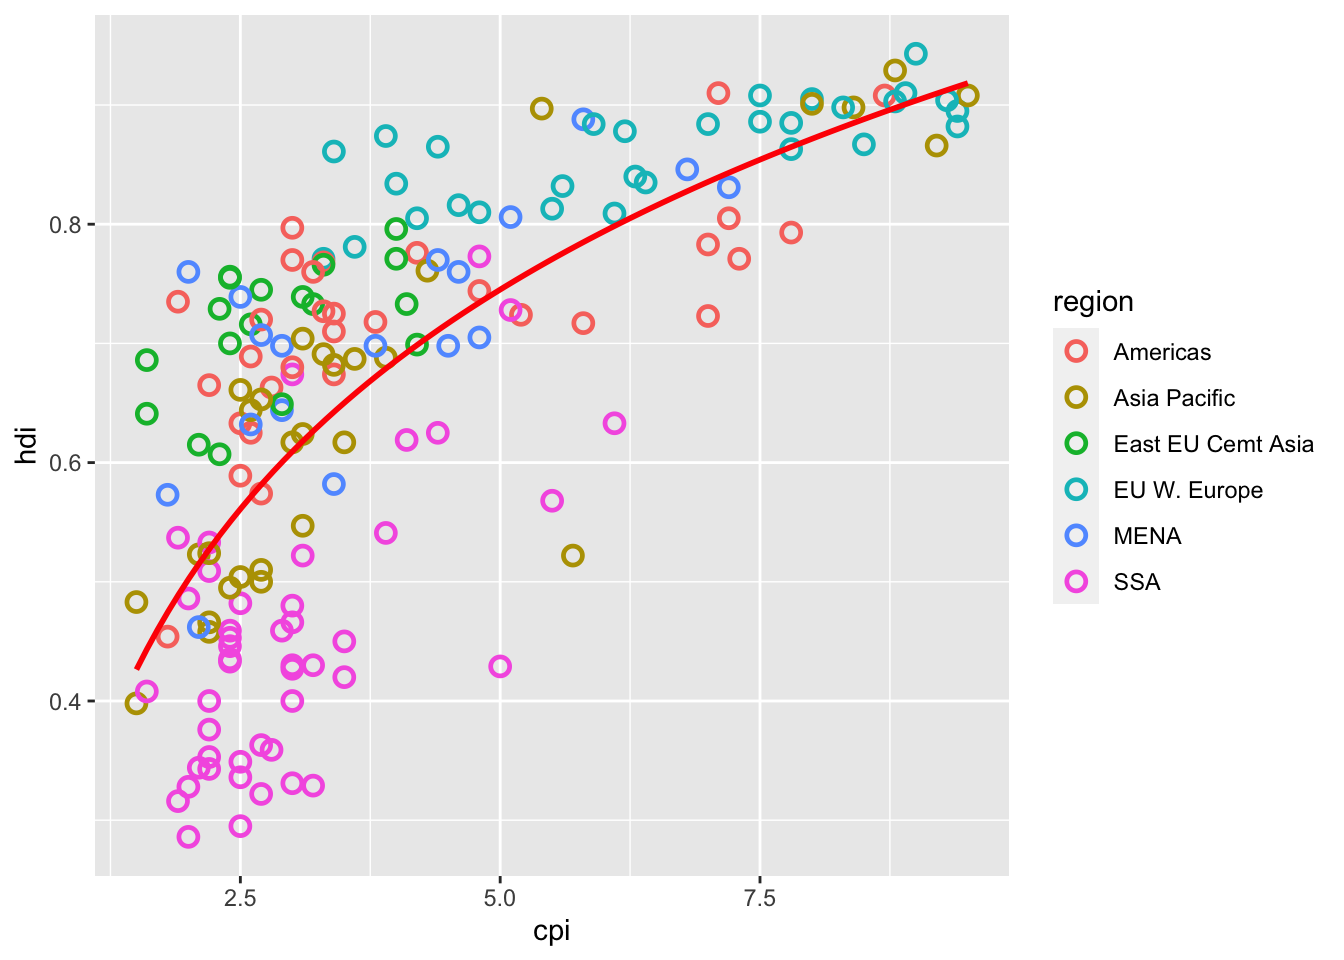 hdi
0.8
0.6
0.4
2.5 5.0 7.5
cpi
region
Americas
Asia Pacific
East EU Cemt Asia
EU W. Europe
MENA
SSA